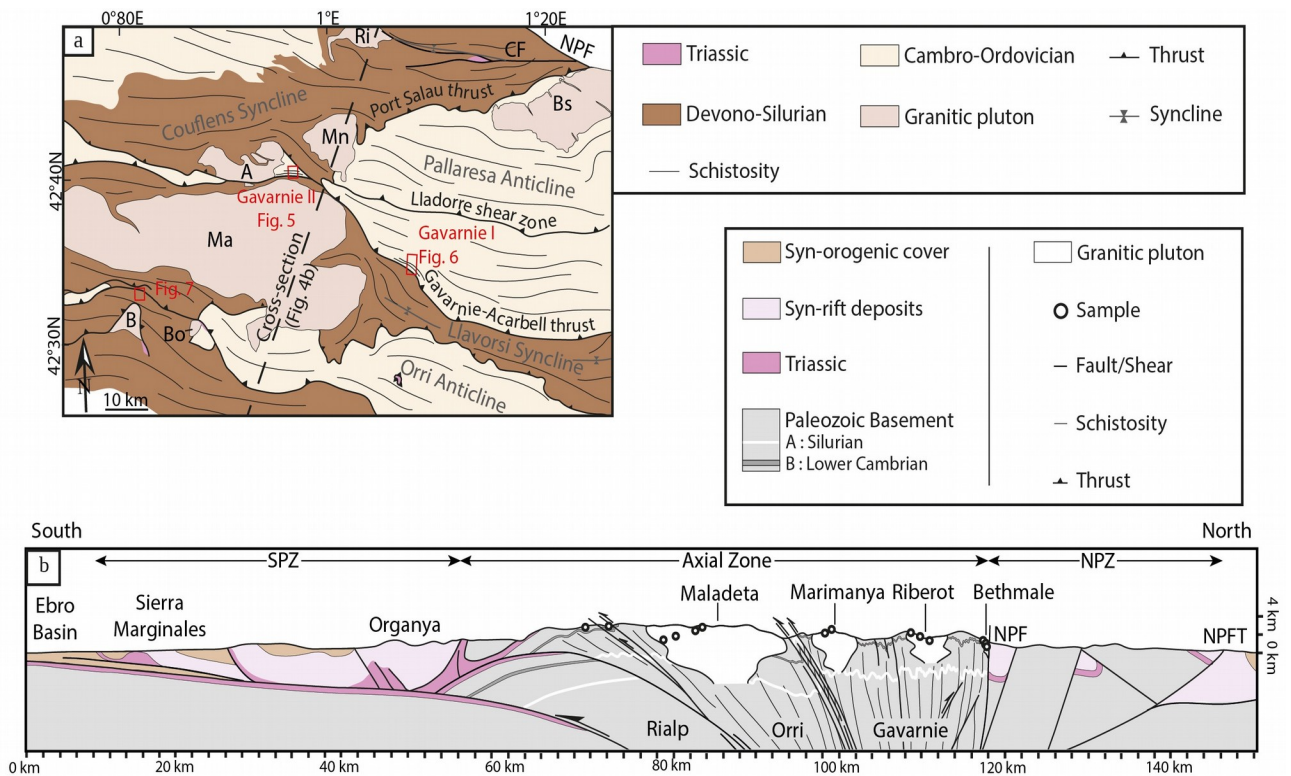 0°80E
1°E
1°20E
a
Ri
CF
NPF
Port Salau thrust
Couflens Syncline
Bs
Mn
Pallaresa Anticline
42°40N
A
Gavarnie II
Fig. 5
Lladorre shear zone
Ma
Gavarnie I
Fig. 6
Cross-section
(Fig. 4b)
Fig. 7
Gavarnie-Acarbell thrust
B
Bo
Llavorsi Syncline
42°30N
Orri Anticline
N
10 km
Triassic
Cambro-Ordovician
Thrust
Devono-Silurian
Granitic pluton
Syncline
Schistosity
Syn-orogenic cover
Granitic pluton
Syn-rift deposits
Sample
Triassic
Fault/Shear
Paleozoic Basement
A : Silurian
B : Lower Cambrian
Schistosity
Thrust
South
North
b
SPZ
Axial Zone
NPZ
Ebro
Basin
Sierra
Marginales
Organya
Maladeta
Marimanya
Riberot
Bethmale
NPF
NPFT
4 km
0 km
Rialp
Orri
Gavarnie
0 km
20 km
40 km
60 km
80 km
100 km
120 km
140 km